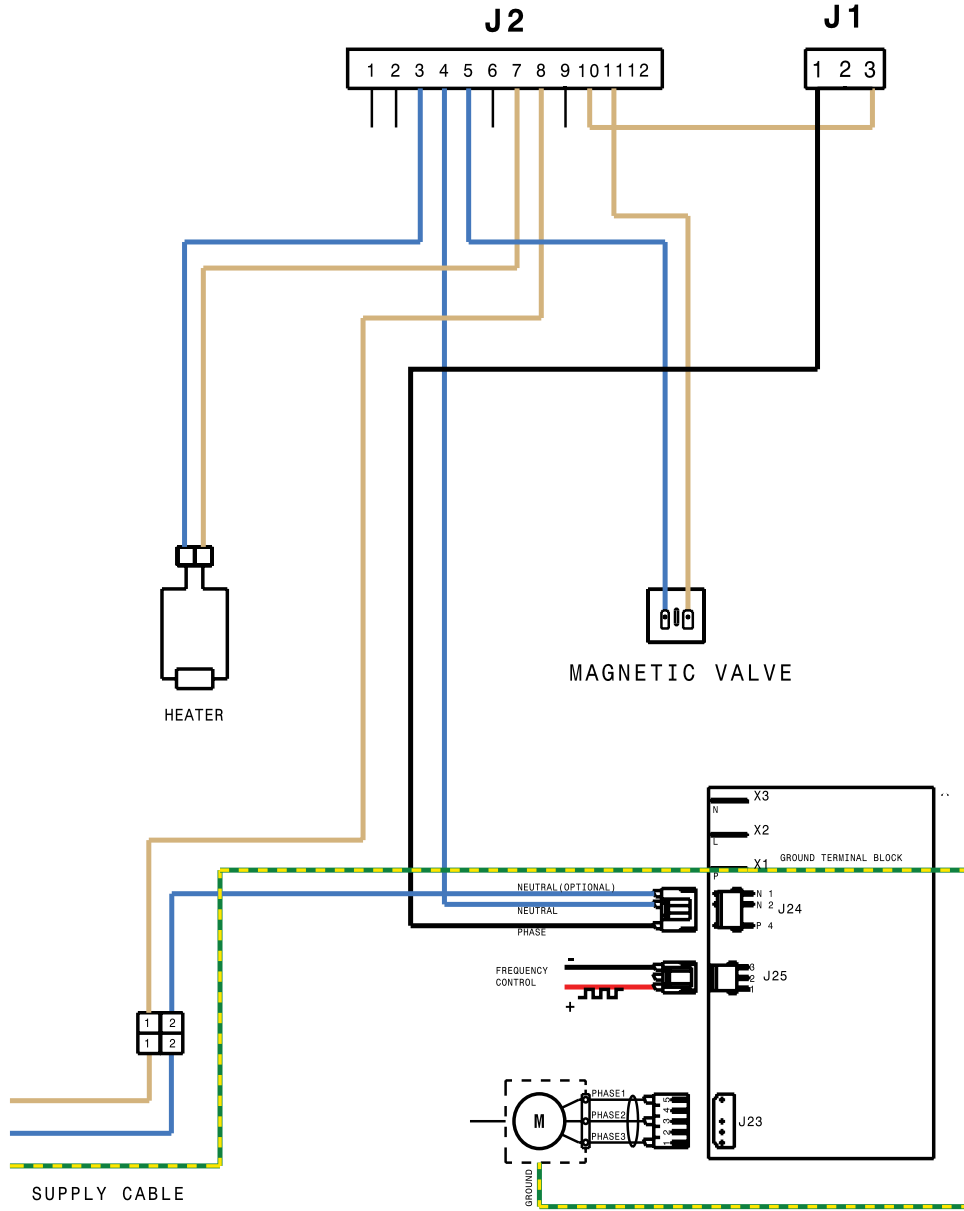 J2
J1
1 2 3 4 5 6 7 8 9 10 11 12
1 2 3
HEATER
MAGNETIC VALVE
X3
N
X2
L
X1
P
GROUND TERMINAL BLOCK
NEUTRAL(OPTIONAL)
NEUTRAL
PHASE
N 1
N 2
P 4
J24
FREQUENCY
CONTROL
-
+
3
2
1
J25
1 2
1 2
PHASE1
PHASE2
PHASE3
M
5
4
3
2
1
J23
GROUND
SUPPLY CABLE